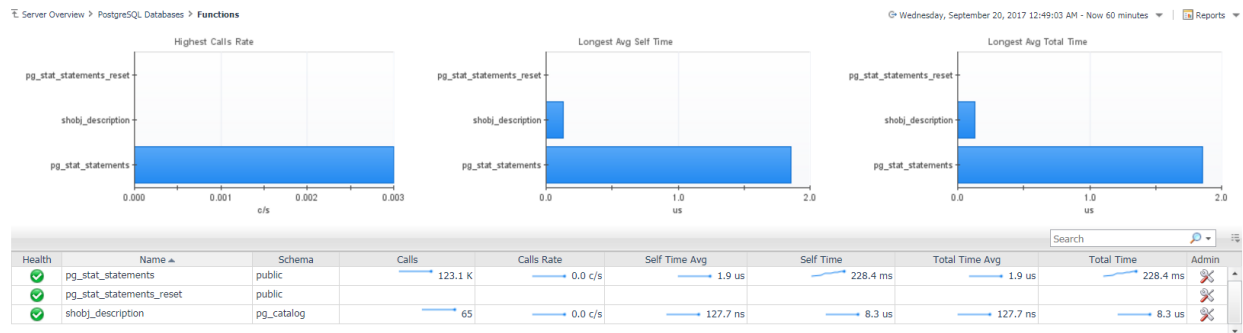 Server Overview > PostgreSQL Databases > Functions
Wednesday, September 20, 2017 12:49:03 AM - Now 60 minutes | Reports
Highest Calls Rate
pg_stat_statements_reset
shobj_description
pg_stat_statements
0.000 0.001 0.002 0.003
c/s
Longest Avg Self Time
pg_stat_statements_reset
shobj_description
pg_stat_statements
0.0 1.0 2.0
us
Longest Avg Total Time
pg_stat_statements_reset
shobj_description
pg_stat_statements
0.0 1.0 2.0
us
Search
Health Name Schema Calls Calls Rate Self Time Avg Self Time Total Time Avg Total Time Admin
pg_stat_statements public 123.1 K 0.0 c/s 1.9 us 228.4 ms 1.9 us 228.4 ms
pg_stat_statements_reset public
shobj_description pg_catalog 65 0.0 c/s 127.7 ns 8.3 us 127.7 ns 8.3 us